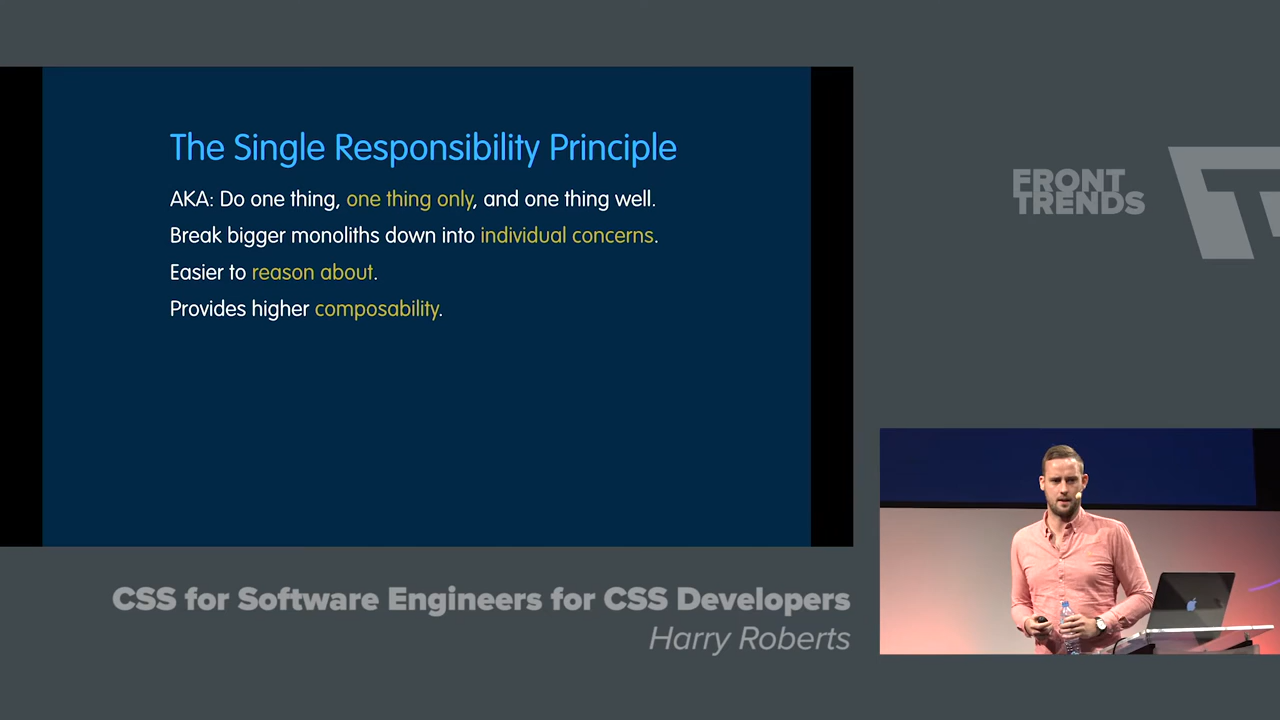 The Single Responsibility Principle
AKA: Do one thing, one thing only, and one thing well.
Break bigger monoliths down into individual concerns.
Easier to reason about.
Provides higher composability.
FRONT
TRENDS
CSS for Software Engineers for CSS Developers
Harry Roberts